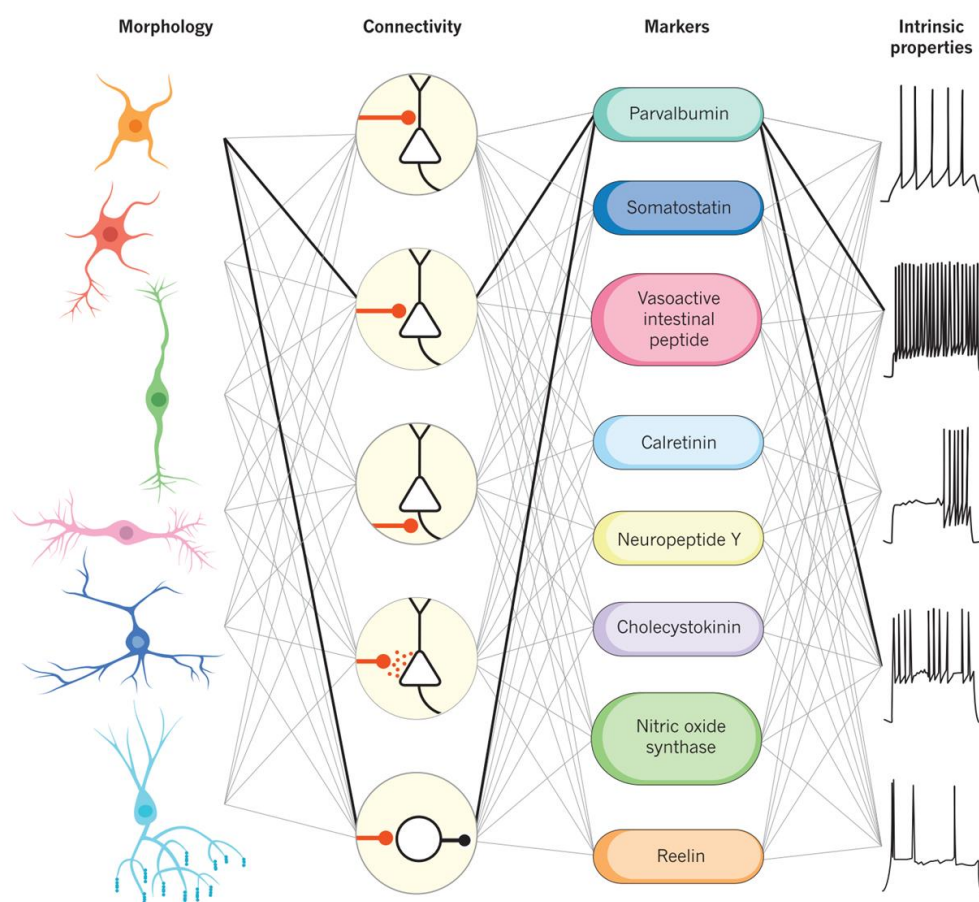 Morphology
Connectivity
Markers
Intrinsic
properties
Parvalbumin
Somatostatin
Vasoactive
intestinal
peptide
Calretinin
Neuropeptide Y
Cholecystokinin
Nitric oxide
synthase
Reelin